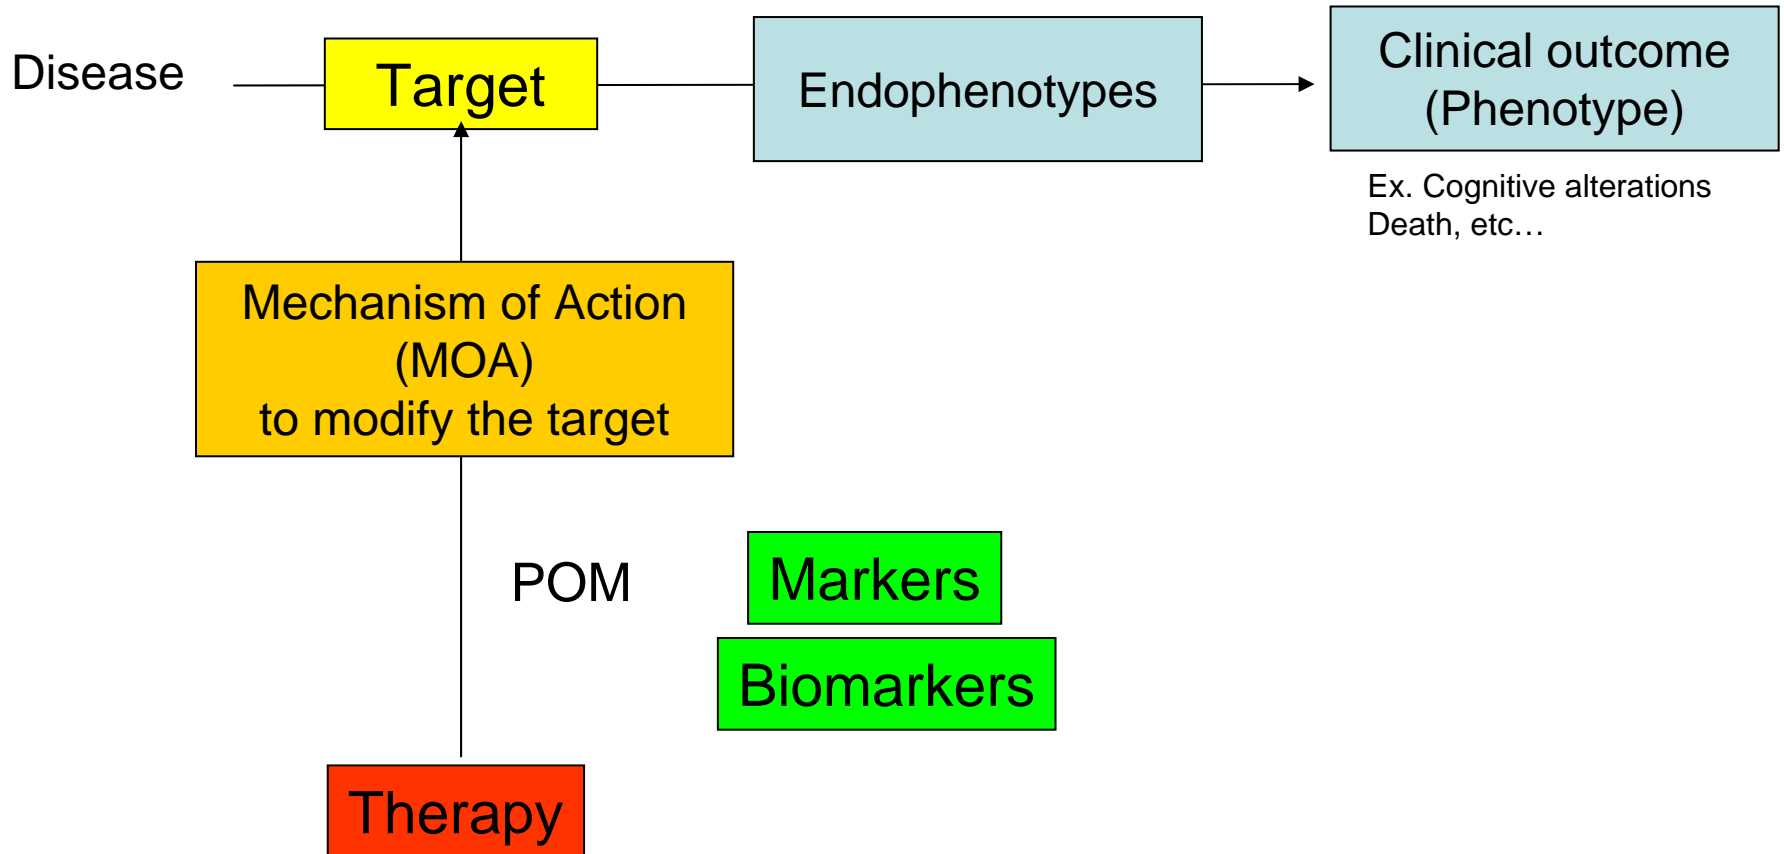 Disease
Target
Endophenotypes
Clinical outcome
(Phenotype)
Ex. Cognitive alterations
Death, etc…
Mechanism of Action
(MOA)
to modify the target
POM
Markers
Biomarkers
Therapy